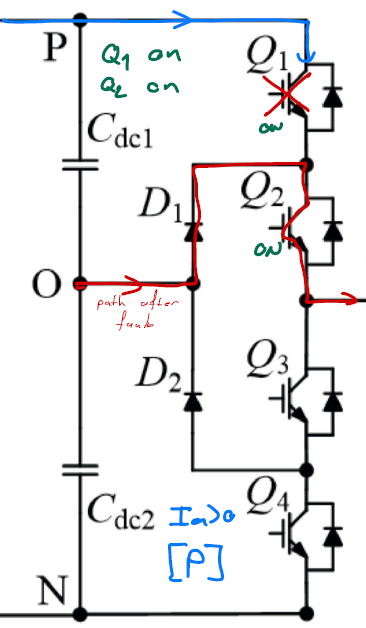 P
Q1 on
Q2 on
Q1
ON
Cdc1
D1
Q2
ON
O
path after
fault
D2
Q3
Cdc2
Ia>0
[P]
Q4
N